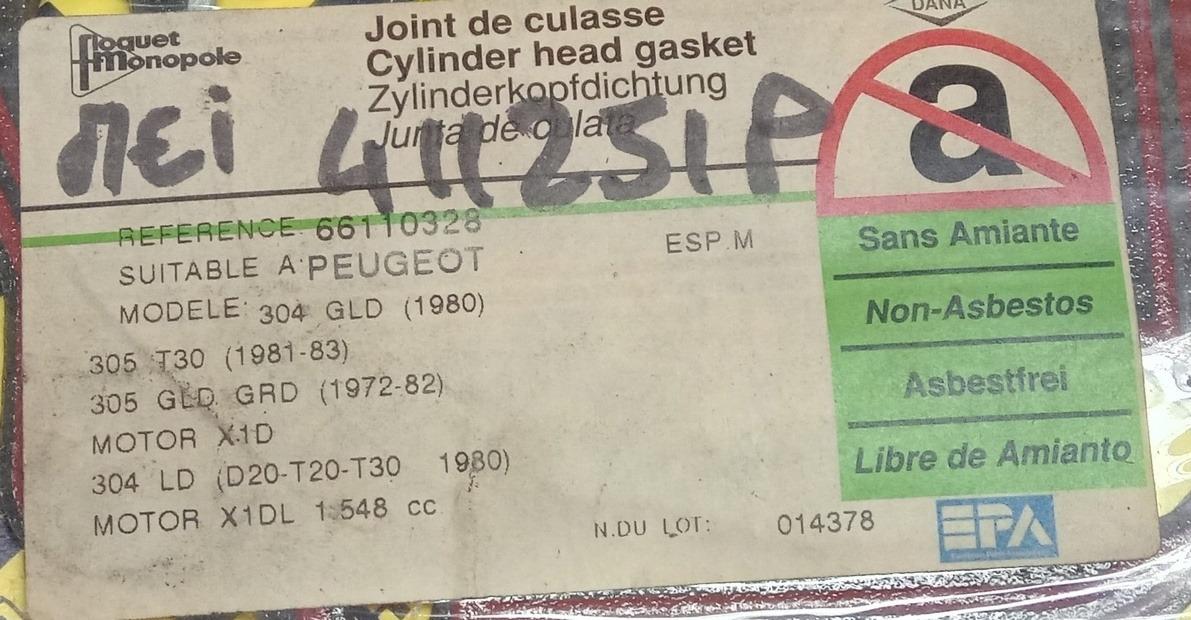 DANA
floquet
monopole
Joint de culasse
Cylinder head gasket
Zylinderkopfdichtung
Junta de culata
a
MEi 411251P
REFERENCE: 66110328
SUITABLE A PEUGEOT
ESP.M
MODELE: 304 GLD (1980)
305 T30 (1981-83)
305 GLD GRD (1972-82)
MOTOR X1D
304 LD (D20-T20-T30 1980)
MOTOR X1DL 1.548 cc
N.DU LOT: 014378
Sans Amiante
Non-Asbestos
Asbestfrei
Libre de Amianto
EPA